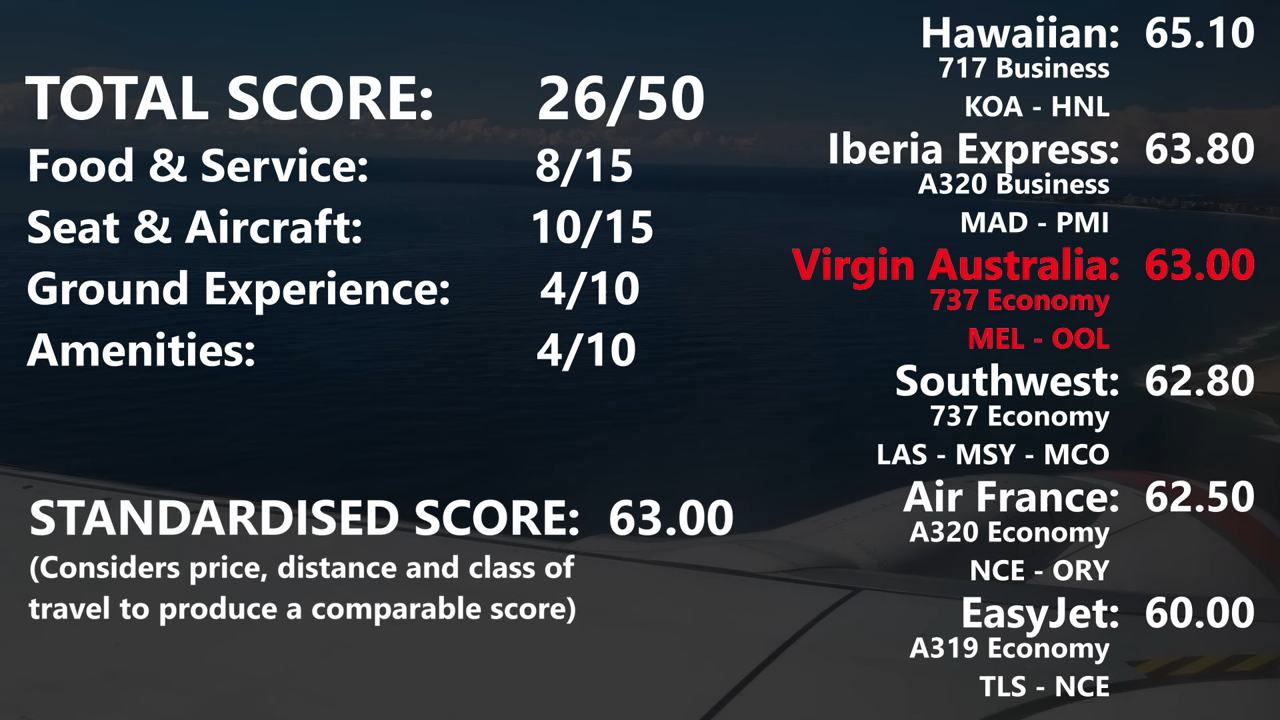 TOTAL SCORE: 26/50
Food & Service: 8/15
Seat & Aircraft: 10/15
Ground Experience: 4/10
Amenities: 4/10
STANDARDISED SCORE: 63.00
(Considers price, distance and class of
travel to produce a comparable score)
Hawaiian: 65.10
717 Business
KOA - HNL
Iberia Express: 63.80
A320 Business
MAD - PMI
Virgin Australia: 63.00
737 Economy
MEL - OOL
Southwest: 62.80
737 Economy
LAS - MSY - MCO
Air France: 62.50
A320 Economy
NCE - ORY
EasyJet: 60.00
A319 Economy
TLS - NCE